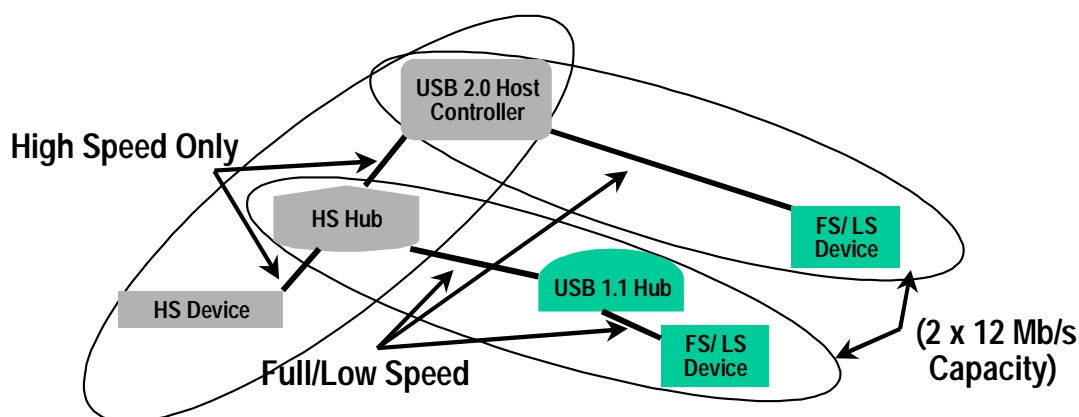 USB 2.0 Host
Controller
High Speed Only
HS Hub
FS/ LS
Device
USB 1.1 Hub
HS Device
FS/ LS
Device
(2 x 12 Mb/s
Capacity)
Full/Low Speed